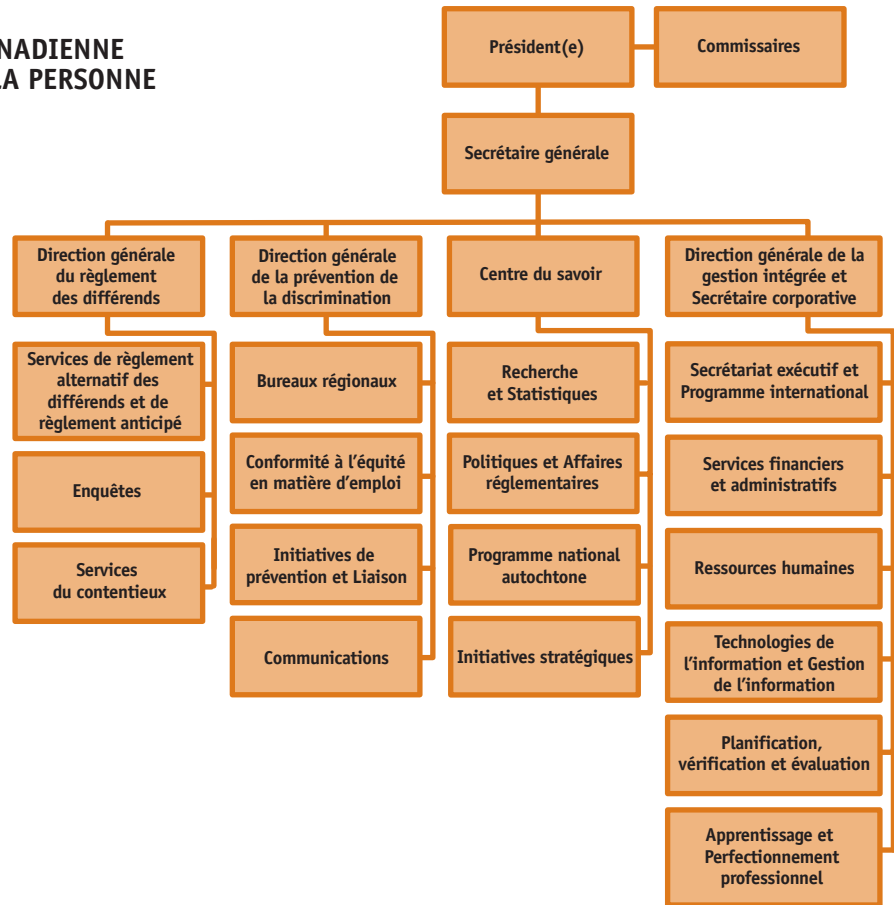 NADIENNE
LA PERSONNE
Président(e)
Commissaires
Secrétaire générale
Direction générale
du règlement
des différends
Services de règlement
alternatif des
différends et de
règlement anticipé
Enquêtes
Services
du contentieux
Direction générale
de la prévention de
la discrimination
Bureaux régionaux
Conformité à l'équité
en matière d'emploi
Initiatives de
prévention et Liaison
Communications
Centre du savoir
Recherche
et Statistiques
Politiques et Affaires
réglementaires
Programme national
autochtone
Initiatives stratégiques
Direction générale de la
gestion intégrée et
Secrétaire corporative
Secrétariat exécutif et
Programme international
Services financiers
et administratifs
Ressources humaines
Technologies de
l'information et Gestion
de l'information
Planification,
vérification et évaluation
Apprentissage et
Perfectionnement
professionnel